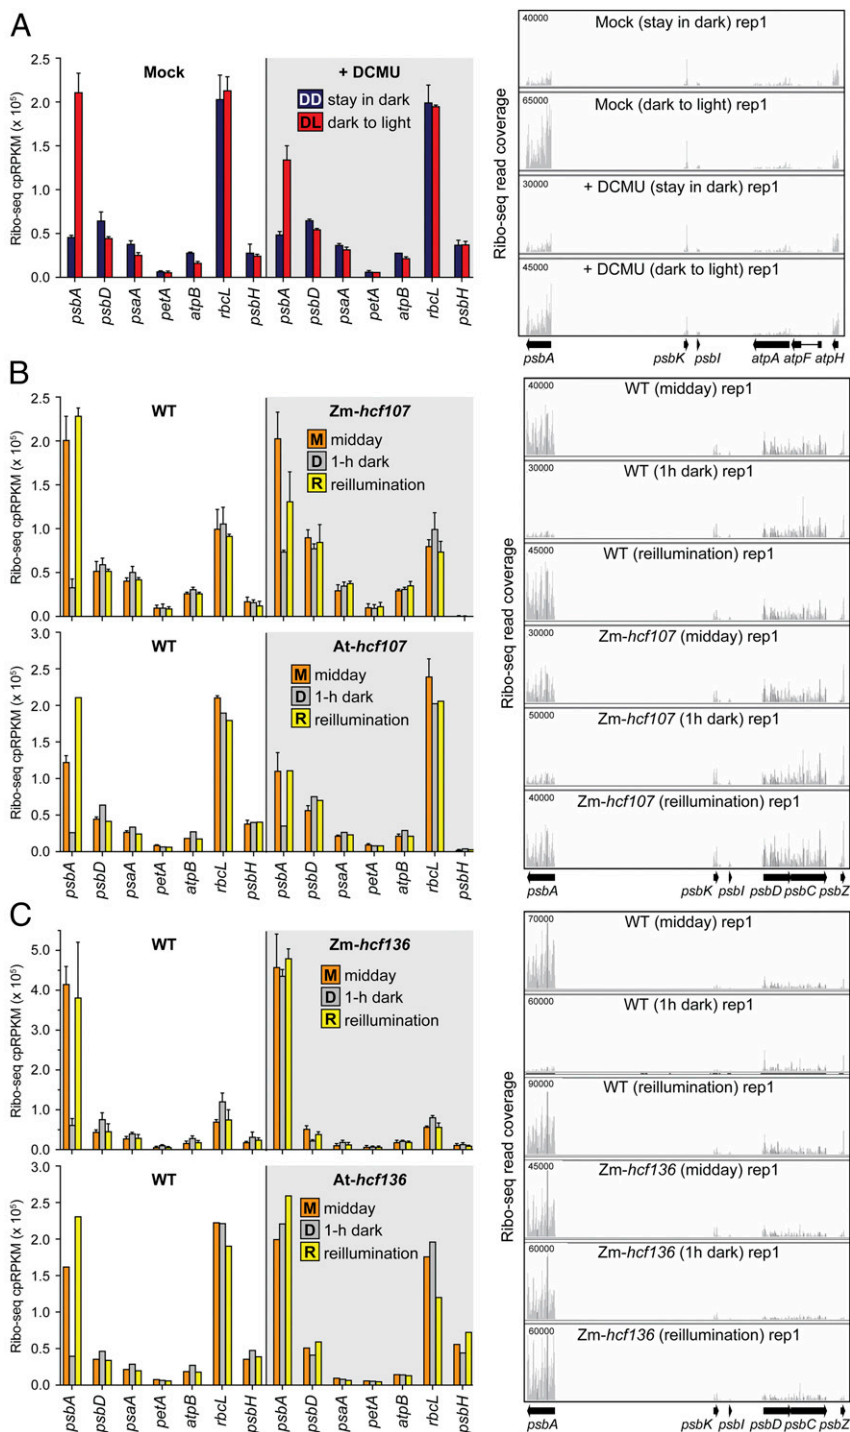 A
Ribo-seq cpRPKM (x 10⁵)
2.5
2.0
1.5
1.0
0.5
0.0
Mock
+ DCMU
DD stay in dark
DL dark to light
psbA psbD psaA petA atpB rbcL psbH psbA psbD psaA petA atpB rbcL psbH
Ribo-seq read coverage
40000
Mock (stay in dark) rep1
65000
Mock (dark to light) rep1
30000
+ DCMU (stay in dark) rep1
45000
+ DCMU (dark to light) rep1
psbA psbK psbI atpA atpF atpH
B
Ribo-seq cpRPKM (x 10⁵)
2.5
2.0
1.5
1.0
0.5
0.0
WT
Zm-hcf107
M midday
D 1-h dark
R reillumination
Ribo-seq cpRPKM (x 10⁵)
3.0
2.5
2.0
1.5
1.0
0.5
0.0
WT
At-hcf107
M midday
D 1-h dark
R reillumination
psbA psbD psaA petA atpB rbcL psbH psbA psbD psaA petA atpB rbcL psbH
Ribo-seq read coverage
40000
WT (midday) rep1
30000
WT (1h dark) rep1
45000
WT (reillumination) rep1
30000
Zm-hcf107 (midday) rep1
50000
Zm-hcf107 (1h dark) rep1
40000
Zm-hcf107 (reillumination) rep1
psbA psbK psbI psbD psbC psbZ
C
Ribo-seq cpRPKM (x 10⁵)
5.0
4.0
3.0
2.0
1.0
0.0
WT
Zm-hcf136
M midday
D 1-h dark
R reillumination
Ribo-seq cpRPKM (x 10⁵)
3.0
2.5
2.0
1.5
1.0
0.5
0.0
WT
At-hcf136
M midday
D 1-h dark
R reillumination
psbA psbD psaA petA atpB rbcL psbH psbA psbD psaA petA atpB rbcL psbH
Ribo-seq read coverage
70000
WT (midday) rep1
60000
WT (1h dark) rep1
90000
WT (reillumination) rep1
45000
Zm-hcf136 (midday) rep1
60000
Zm-hcf136 (1h dark) rep1
60000
Zm-hcf136 (reillumination) rep1
psbA psbK psbI psbD psbC psbZ